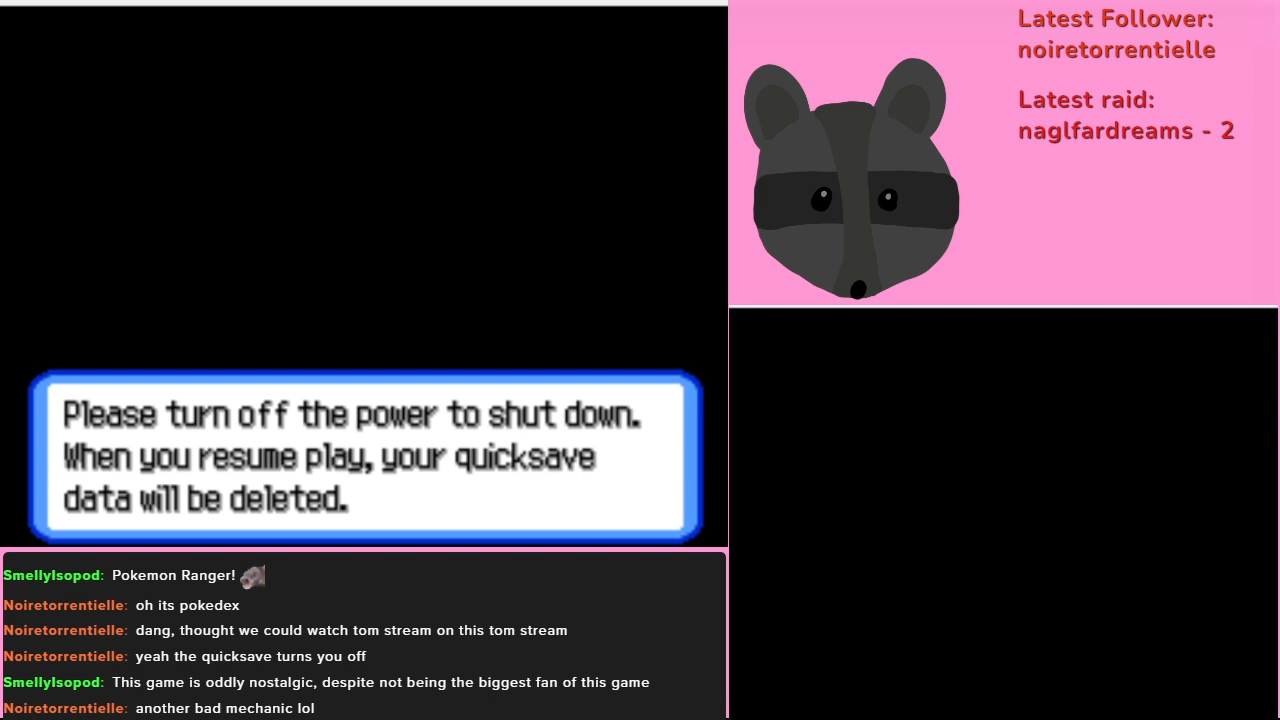 Latest Follower:
noiretorrentielle
Latest raid:
naglfardreams - 2
Please turn off the power to shut down.
When you resume play, your quicksave
data will be deleted.
SmellyIsopod: Pokemon Ranger!
Noiretorrentielle: oh its pokedex
Noiretorrentielle: dang, thought we could watch tom stream on this tom stream
Noiretorrentielle: yeah the quicksave turns you off
SmellyIsopod: This game is oddly nostalgic, despite not being the biggest fan of this game
Noiretorrentielle: another bad mechanic lol